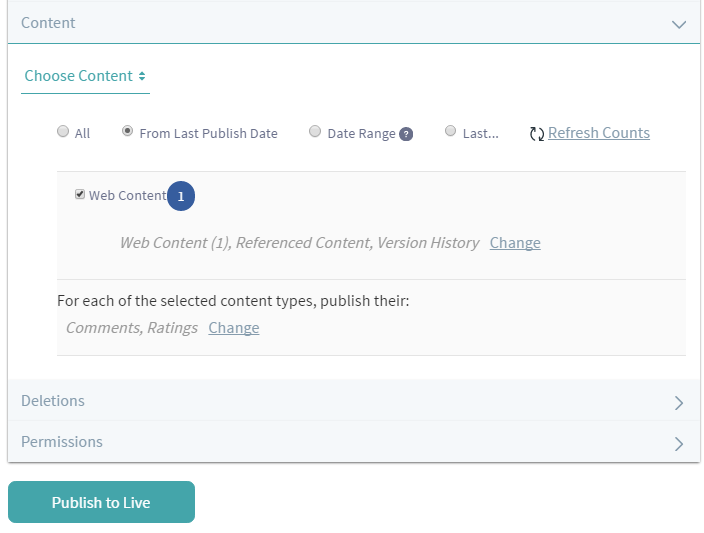 Content
Choose Content
All From Last Publish Date Date Range ? Last... Refresh Counts
Web Content 1
Web Content (1), Referenced Content, Version History Change
For each of the selected content types, publish their:
Comments, Ratings Change
Deletions
Permissions
Publish to Live